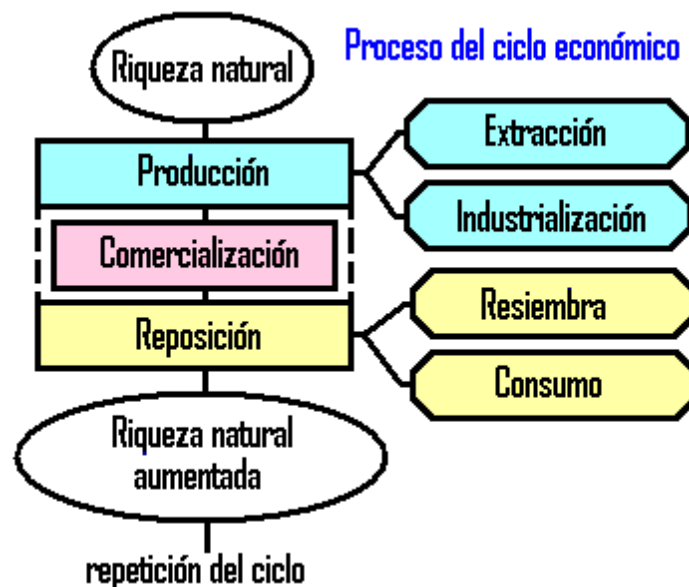 Proceso del ciclo económico
Riqueza natural
Producción
Extracción
Industrialización
Comercialización
Reposición
Resiembra
Consumo
Riqueza natural
aumentada
repetición del ciclo